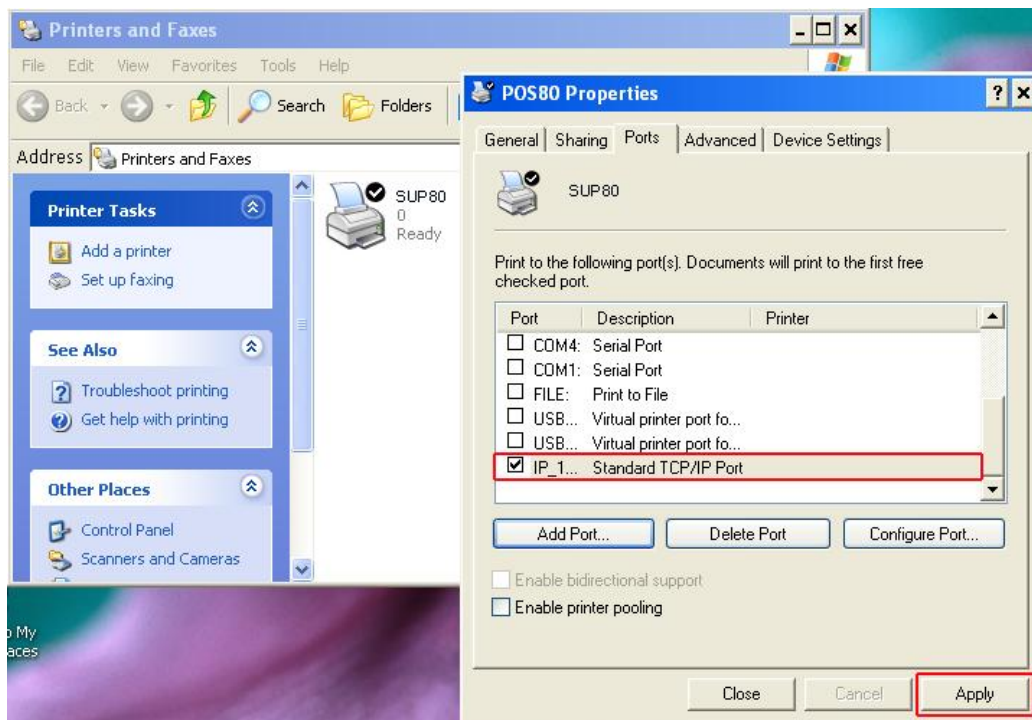 Printers and Faxes
File Edit View Favorites Tools Help
Back Search Folders
Address Printers and Faxes
Printer Tasks
Add a printer
Set up faxing
See Also
Troubleshoot printing
Get help with printing
Other Places
Control Panel
Scanners and Cameras
SUP80
0
Ready
o My
aces
POS80 Properties
General Sharing Ports Advanced Device Settings
SUP80
Print to the following port(s). Documents will print to the first free
checked port.
Port Description Printer
COM4: Serial Port
COM1: Serial Port
FILE: Print to File
USB... Virtual printer port fo...
USB... Virtual printer port fo...
IP_1... Standard TCP/IP Port
Add Port... Delete Port Configure Port...
Enable bidirectional support
Enable printer pooling
Close Cancel Apply